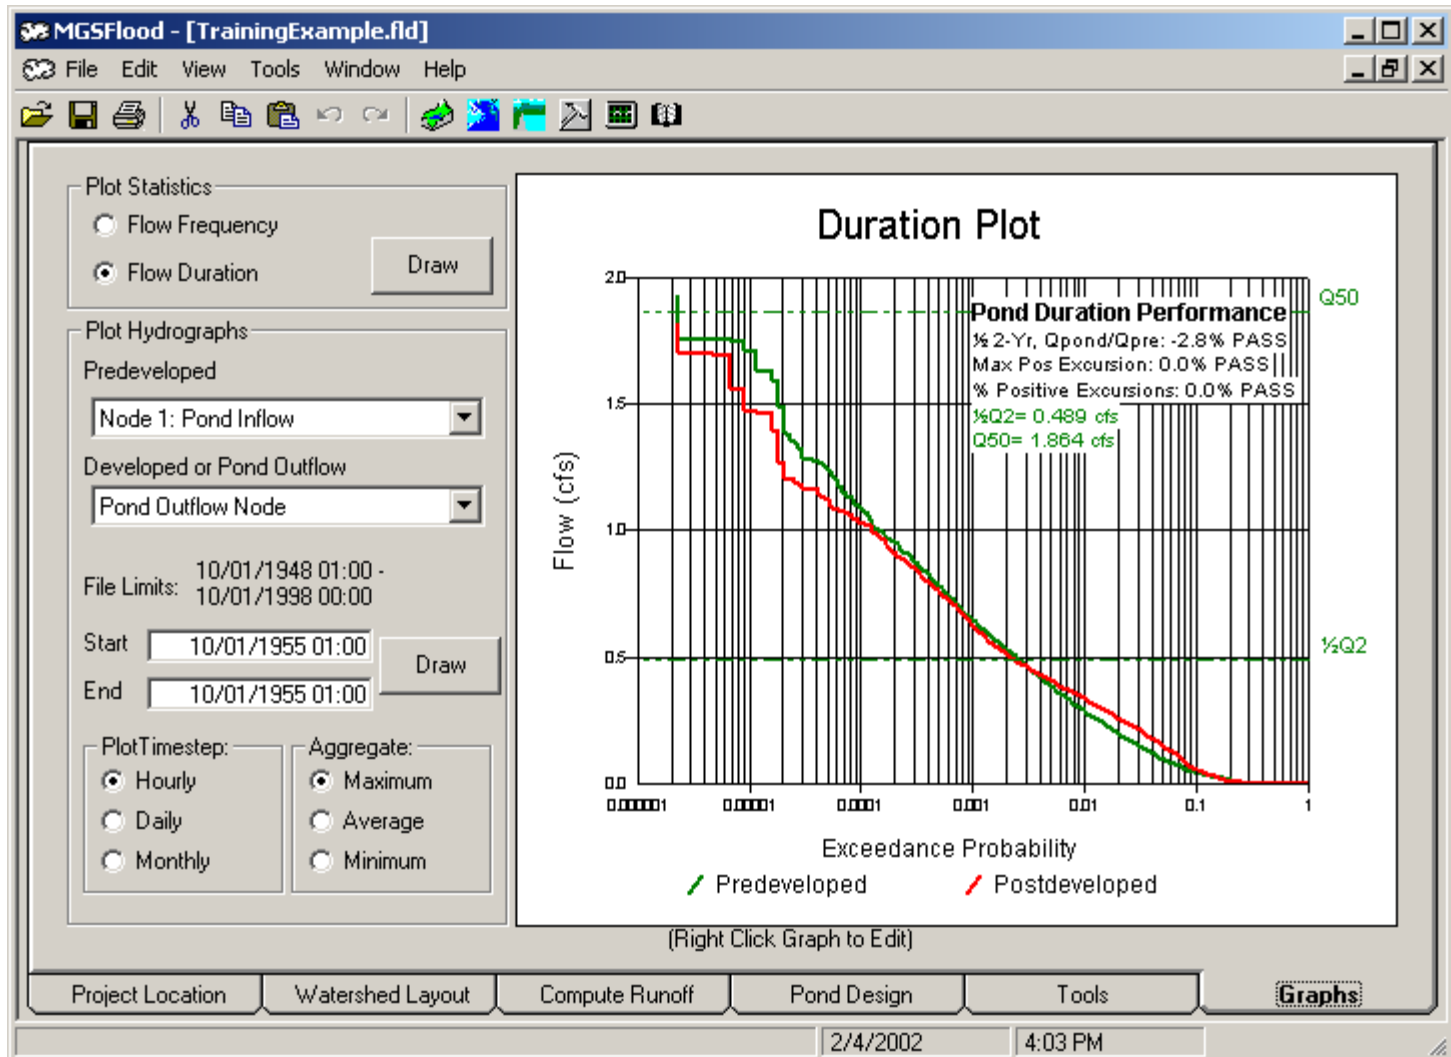 MGSFlood - [TrainingExample.fld]
File Edit View Tools Window Help
Plot Statistics
Flow Frequency
Flow Duration
Draw
Plot Hydrographs
Predeveloped
Node 1: Pond Inflow
Developed or Pond Outflow
Pond Outflow Node
File Limits: 10/01/1948 01:00 -
10/01/1998 00:00
Start 10/01/1955 01:00
End 10/01/1955 01:00
Draw
PlotTimestep:
Hourly
Daily
Monthly
Aggregate:
Maximum
Average
Minimum
Duration Plot
2.0
1.5
1.0
0.5
0.0
Flow (cfs)
Q50
Pond Duration Performance
½ 2-Yr, Qpond/Qpre: -2.8% PASS
Max Pos Excursion: 0.0% PASS
% Positive Excursions: 0.0% PASS
½Q2= 0.489 cfs
Q50= 1.864 cfs
½Q2
0.000001 0.00001 0.0001 0.001 0.01 0.1 1
Exceedance Probability
Predeveloped Postdeveloped
(Right Click Graph to Edit)
Project Location Watershed Layout Compute Runoff Pond Design Tools Graphs
2/4/2002 4:03 PM